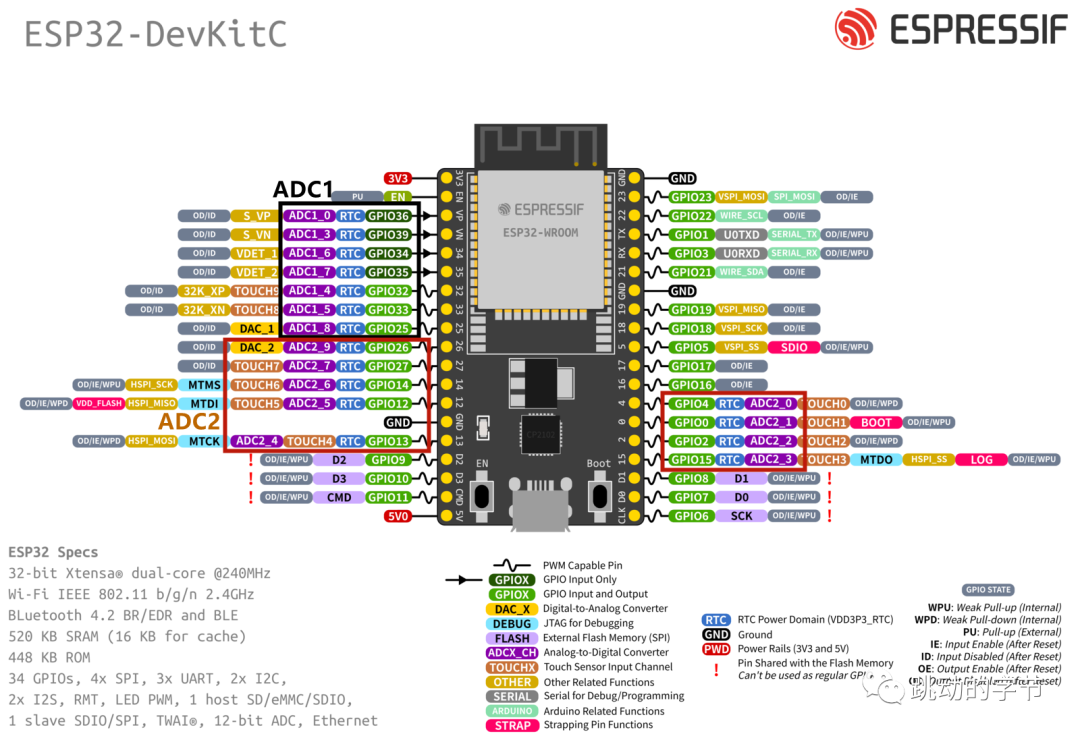 ESP32-DevKitC
ESPRESSIF
ADC1
3V3
PU EN
OD/ID S_VP ADC1_0 RTC GPIO36
OD/ID S_VN ADC1_3 RTC GPIO39
OD/ID VDET_1 ADC1_6 RTC GPIO34
OD/ID VDET_2 ADC1_7 RTC GPIO35
OD/ID 32K_XP TOUCH9 ADC1_4 RTC GPIO32
OD/ID 32K_XN TOUCH8 ADC1_5 RTC GPIO33
OD/ID DAC_1 ADC1_8 RTC GPIO25
OD/ID DAC_2 ADC2_9 RTC GPIO26
OD/ID TOUCH7 ADC2_7 RTC GPIO27
OD/IE/WPU HSPI_SCK MTMS TOUCH6 ADC2_6 RTC GPIO14
OD/IE/WPD VDD_FLASH HSPI_MISO MTDI TOUCH5 ADC2_5 RTC GPIO12
ADC2
GND
OD/IE/WPU HSPI_MOSI MTCK ADC2_4 TOUCH4 RTC GPIO13
! OD/IE/WPU D2 GPIO9
! OD/IE/WPU D3 GPIO10
! OD/IE/WPU CMD GPIO11
5V0
3V3
EN
VP
VN
34
35
32
33
25
26
27
14
12
GND
13
D2
D3
CMD
5V
ESPRESSIF
ESP32-WROOM
CP2102
EN
Boot
GND
23
22
TX
RX
21
GND
19
18
5
17
16
4
0
2
15
D1
D0
CLK
GND
GPIO23 VSPI_MOSI SPI_MOSI OD/IE
GPIO22 WIRE_SCL OD/IE
GPIO1 U0TXD SERIAL_TX OD/IE/WPU
GPIO3 U0RXD SERIAL_RX OD/IE/WPU
GPIO21 WIRE_SDA OD/IE
GND
GPIO19 VSPI_MISO OD/IE
GPIO18 VSPI_SCK OD/IE
GPIO5 VSPI_SS SDIO OD/IE/WPU
GPIO17 OD/IE
GPIO16 OD/IE
GPIO4 RTC ADC2_0 TOUCH0 OD/IE/WPD
GPIO0 RTC ADC2_1 TOUCH1 BOOT OD/IE/WPU
GPIO2 RTC ADC2_2 TOUCH2 OD/IE/WPD
GPIO15 RTC ADC2_3 TOUCH3 MTDO HSPI_SS LOG OD/IE/WPU
GPIO8 D1 OD/IE/WPU !
GPIO7 D0 OD/IE/WPU !
GPIO6 SCK OD/IE/WPU !
ESP32 Specs
32-bit Xtensa® dual-core @240MHz
Wi-Fi IEEE 802.11 b/g/n 2.4GHz
BLuetooth 4.2 BR/EDR and BLE
520 KB SRAM (16 KB for cache)
448 KB ROM
34 GPIOs, 4x SPI, 3x UART, 2x I2C,
2x I2S, RMT, LED PWM, 1 host SD/eMMC/SDIO,
1 slave SDIO/SPI, TWAI®, 12-bit ADC, Ethernet
PWM Capable Pin
GPIOX GPIO Input Only
GPIOX GPIO Input and Output
DAC_X Digital-to-Analog Converter
DEBUG JTAG for Debugging
FLASH External Flash Memory (SPI)
ADCX_CH Analog-to-Digital Converter
TOUCHX Touch Sensor Input Channel
OTHER Other Related Functions
SERIAL Serial for Debug/Programming
ARDUINO Arduino Related Functions
STRAP Strapping Pin Functions
RTC RTC Power Domain (VDD3P3_RTC)
GND Ground
PWD Power Rails (3V3 and 5V)
! Pin Shared with the Flash Memory
Can't be used as regular
GPIO STATE
WPU: Weak Pull-up (Internal)
WPD: Weak Pull-down (Internal)
PU: Pull-up (External)
IE: Input Enable (After Reset)
ID: Input Disabled (After Reset)
OE: Output Enable (After Reset)
跳动的字节